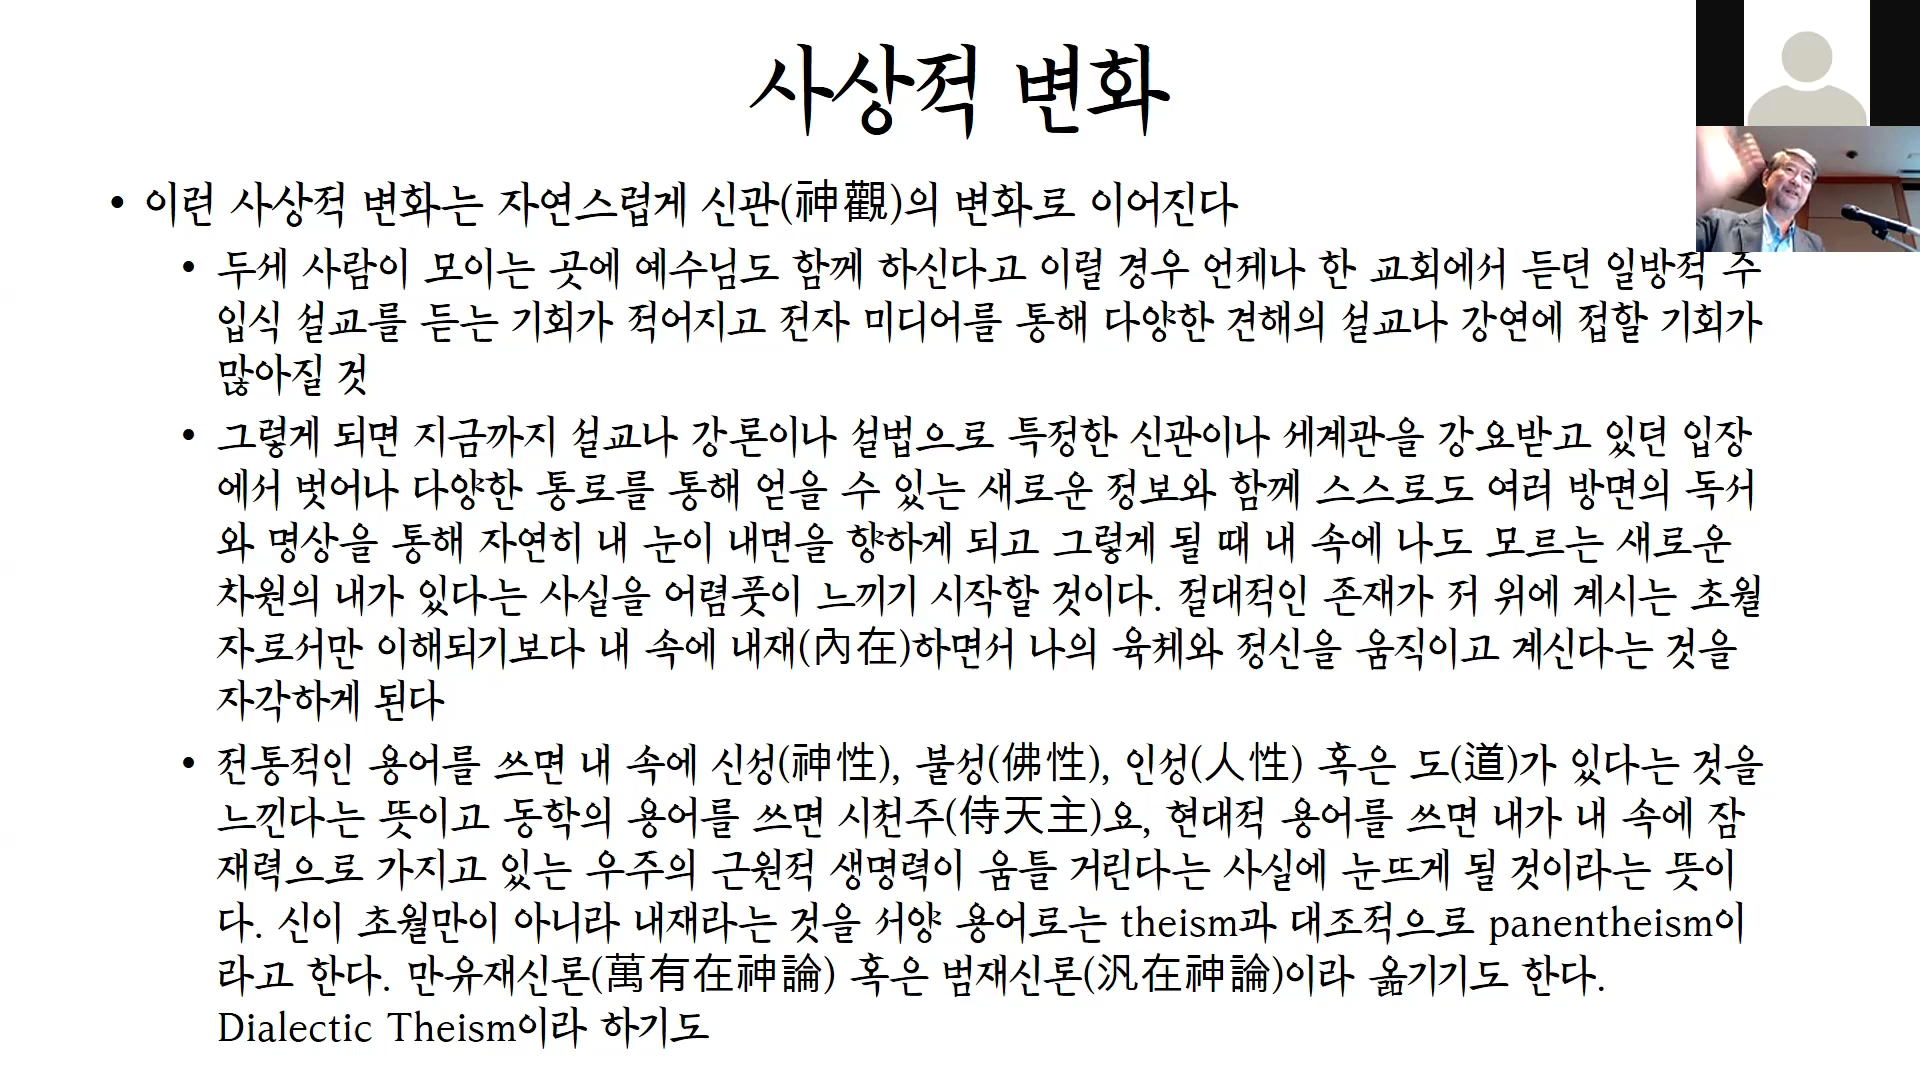 사상적 변화
• 이런 사상적 변화는 자연스럽게 신관(神觀)의 변화로 이어진다
• 두세 사람이 모이는 곳에 예수님도 함께 하신다고 이럴 경우 언제나 한 교회에서 듣던 일방적 주
입식 설교를 듣는 기회가 적어지고 전자 미디어를 통해 다양한 견해의 설교나 강연에 접할 기회가
많아질 것
• 그렇게 되면 지금까지 설교나 강론이나 설법으로 특정한 신관이나 세계관을 강요받고 있던 입장
에서 벗어나 다양한 통로를 통해 얻을 수 있는 새로운 정보와 함께 스스로도 여러 방면의 독서
와 명상을 통해 자연히 내 눈이 내면을 향하게 되고 그렇게 될 때 내 속에 나도 모르는 새로운
차원의 내가 있다는 사실을 어렴풋이 느끼기 시작할 것이다. 절대적인 존재가 저 위에 계시는 초월
자로서만 이해되기보다 내 속에 내재(內在)하면서 나의 육체와 정신을 움직이고 계신다는 것을
자각하게 된다
• 전통적인 용어를 쓰면 내 속에 신성(神性), 불성(佛性), 인성(人性) 혹은 도(道)가 있다는 것을
느낀다는 뜻이고 동학의 용어를 쓰면 시천주(侍天主)요, 현대적 용어를 쓰면 내가 내 속에 잠
재력으로 가지고 있는 우주의 근원적 생명력이 움틀 거린다는 사실에 눈뜨게 될 것이라는 뜻이
다. 신이 초월만이 아니라 내재라는 것을 서양 용어로는 theism과 대조적으로 panentheism이
라고 한다. 만유재신론(萬有在神論) 혹은 범재신론(汎在神論)이라 옮기기도 한다.
Dialectic Theism이라 하기도